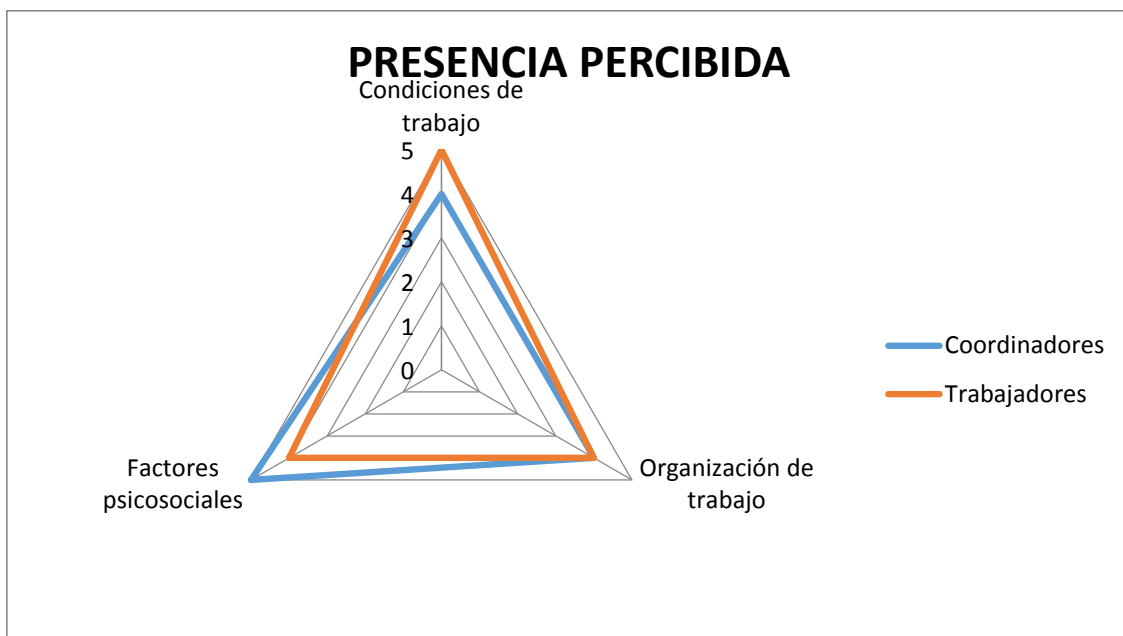 PRESENCIA PERCIBIDA
Condiciones de
trabajo
5
4
3
2
1
0
Coordinadores
Trabajadores
Factores
psicosociales
Organización de
trabajo